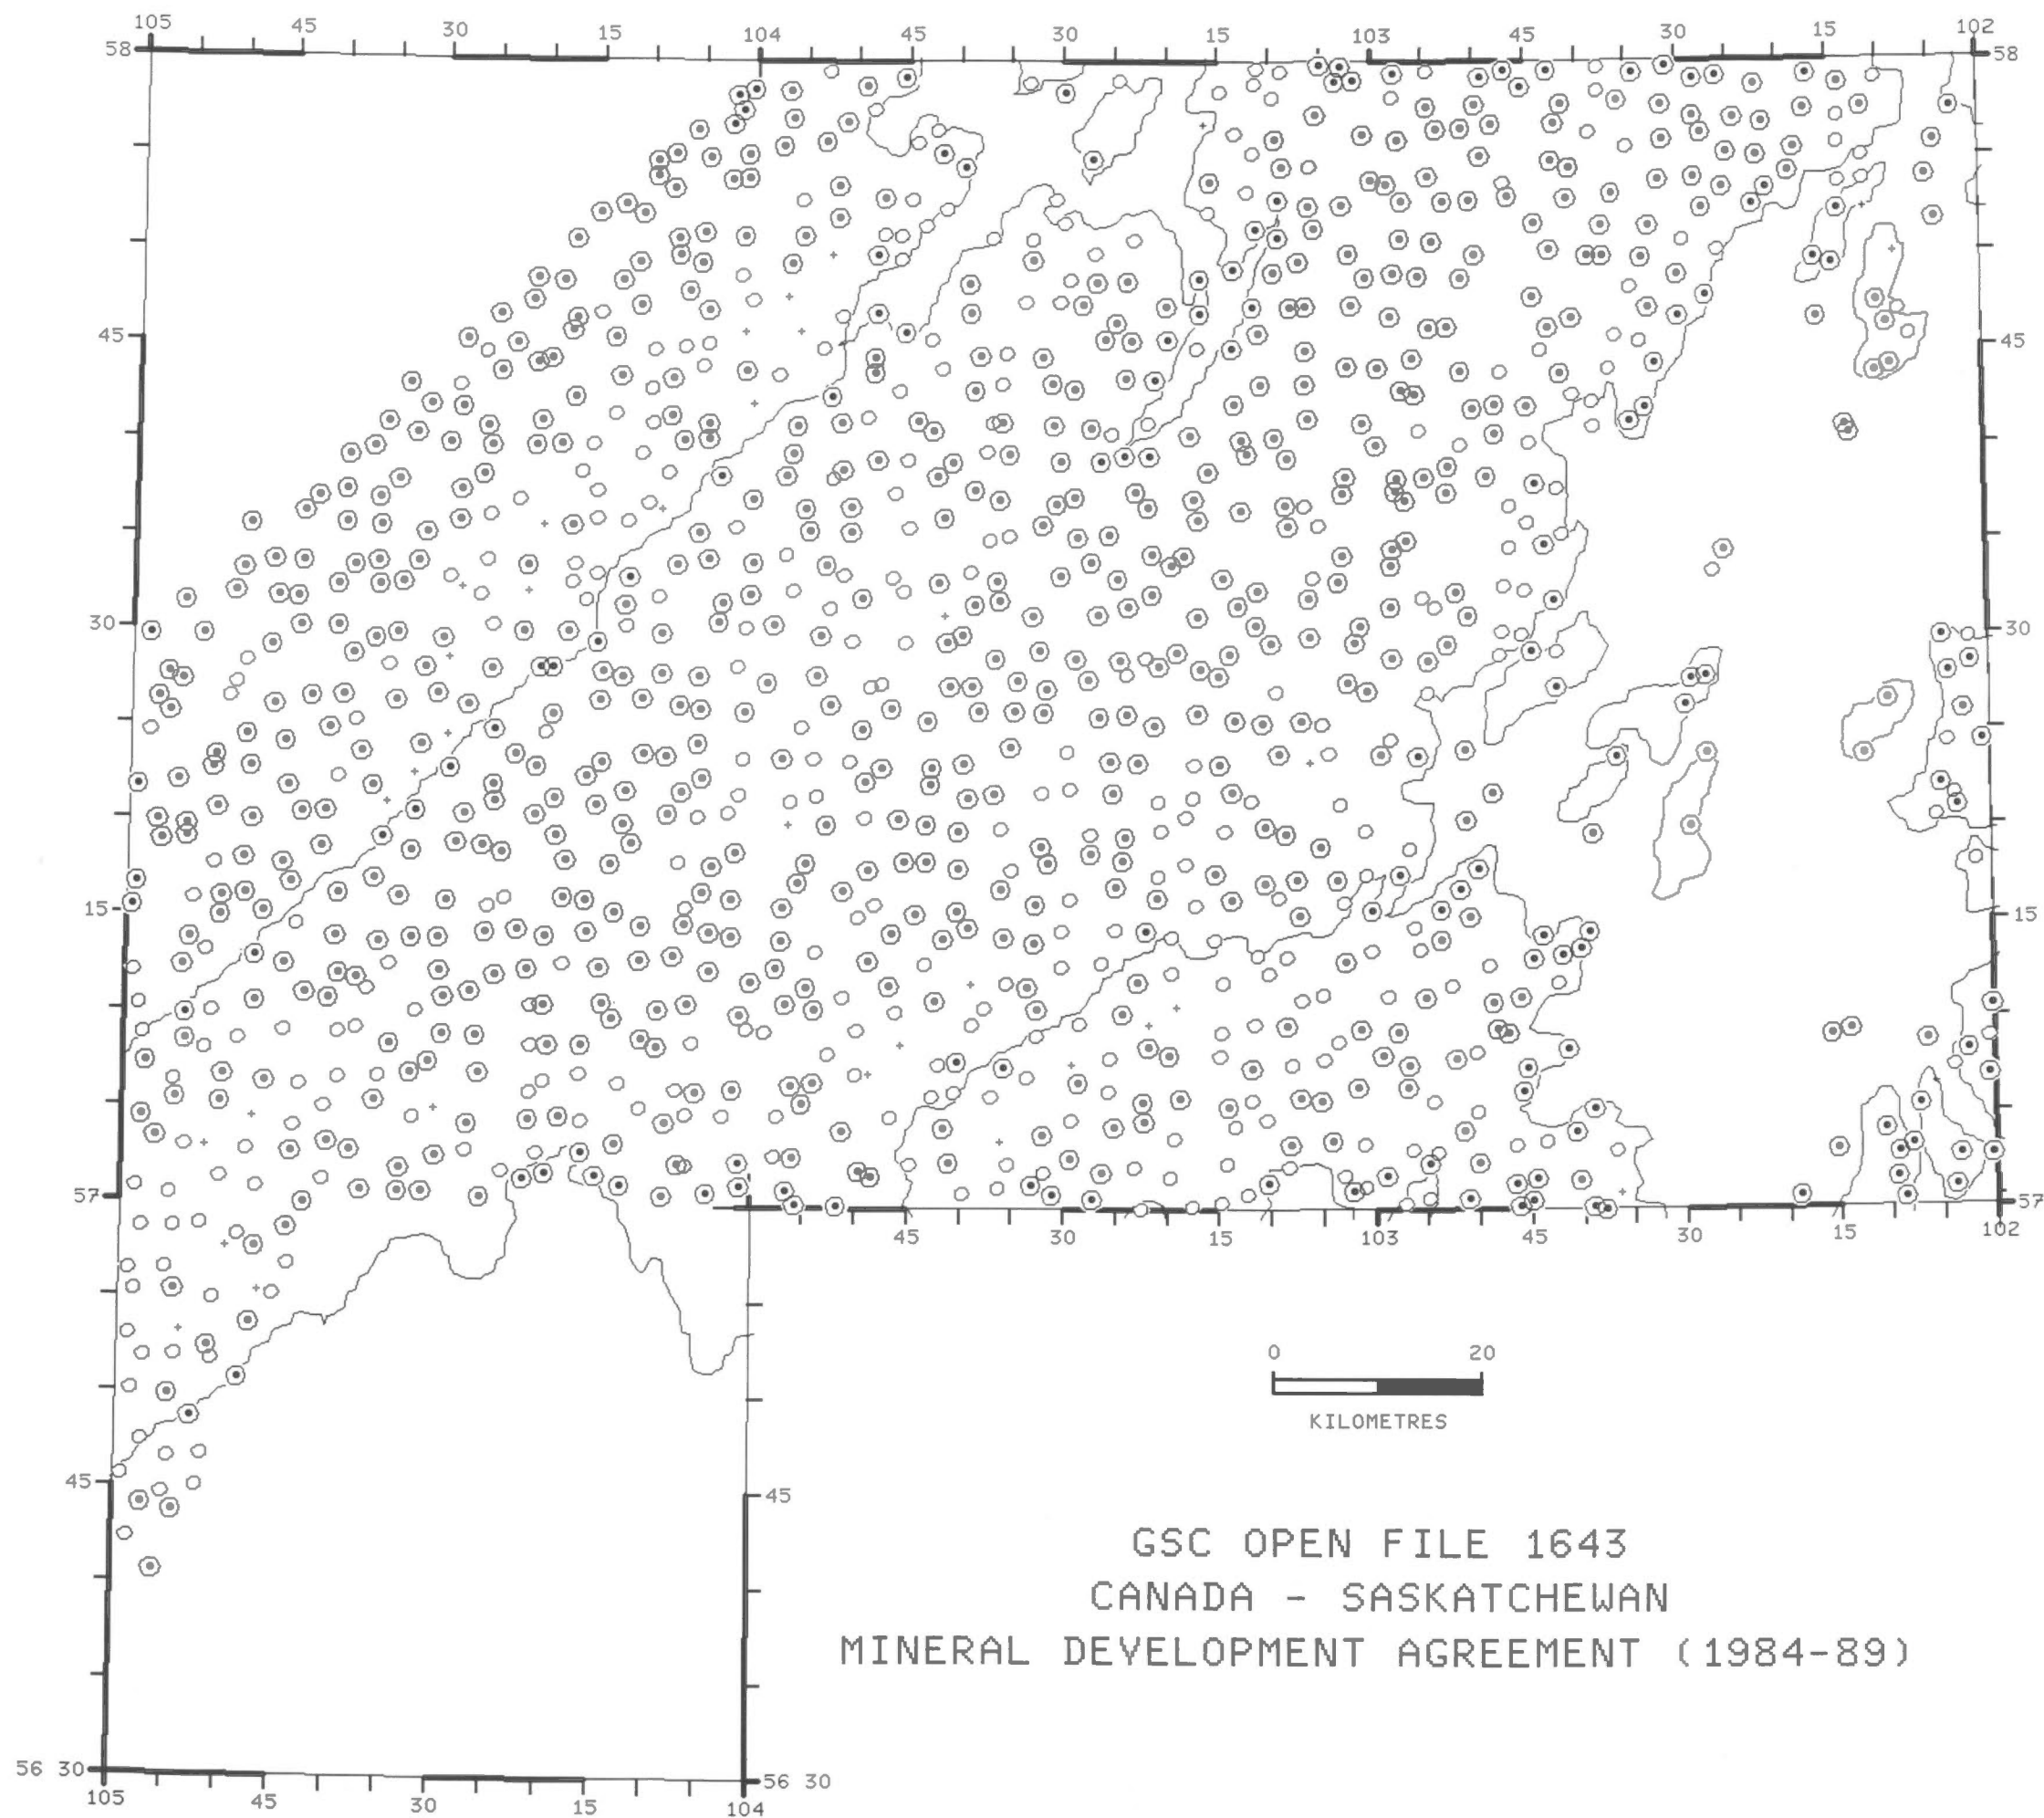 105 45 30 15 104 45 30 15 103 45 30 15 102
58 58
45 45
30 30
15 15
57 57
45 30 15 103 45 30 15 102
0 20
KILOMETRES
45 45
GSC OPEN FILE 1643
CANADA - SASKATCHEWAN
MINERAL DEVELOPMENT AGREEMENT (1984-89)
56 30 56 30
105 45 30 15 104